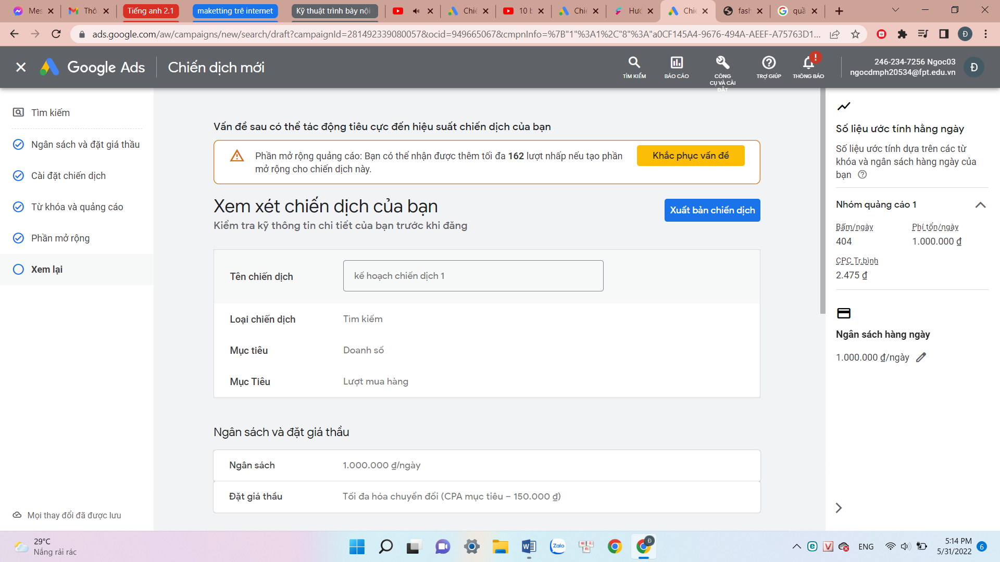 Mes
Thô
Tiếng anh 2.1
maketting trê internet
Kỹ thuật trình bày nội
Chiế
10 b
Chiế
Hướ
Chiế
fash
quầ
ads.google.com/aw/campaigns/new/search/draft?campaignId=281492339080057&ocid=949665067&cmpnInfo=%7B"1"%3A1%2C"8"%3A"a0CF145A4-9676-494A-AEEF-A75763D1...
Đ
Google Ads
Chiến dịch mới
TÌM KIẾM
BÁO CÁO
CÔNG
CỤ VÀ CÀI
ĐẶT
TRỢ GIÚP
THÔNG BÁO
246-234-7256 Ngoc03
ngocdmph20534@fpt.edu.vn
Đ
Tìm kiếm
Ngân sách và đặt giá thầu
Cài đặt chiến dịch
Từ khóa và quảng cáo
Phần mở rộng
Xem lại
Mọi thay đổi đã được lưu
Vấn đề sau có thể tác động tiêu cực đến hiệu suất chiến dịch của bạn
Phần mở rộng quảng cáo: Bạn có thể nhận được thêm tối đa 162 lượt nhấp nếu tạo phần
mở rộng cho chiến dịch này.
Khắc phục vấn đề
Xem xét chiến dịch của bạn
Kiểm tra kỹ thông tin chi tiết của bạn trước khi đăng
Xuất bản chiến dịch
Tên chiến dịch
kế hoạch chiến dịch 1
Loại chiến dịch
Tìm kiếm
Mục tiêu
Doanh số
Mục Tiêu
Lượt mua hàng
Ngân sách và đặt giá thầu
Ngân sách
1.000.000 ₫/ngày
Đặt giá thầu
Tối đa hóa chuyển đổi (CPA mục tiêu – 150.000 ₫)
Số liệu ước tính hằng ngày
Số liệu ước tính dựa trên các từ
khóa và ngân sách hàng ngày của
bạn
Nhóm quảng cáo 1
Bấm/ngày
Phí tổn/ngày
404
1.000.000 ₫
CPC Tr.bình
2.475 ₫
Ngân sách hàng ngày
1.000.000 ₫/ngày
29°C
Nắng rải rác
Zalo
Đ
ENG
5:14 PM
5/31/2022
6